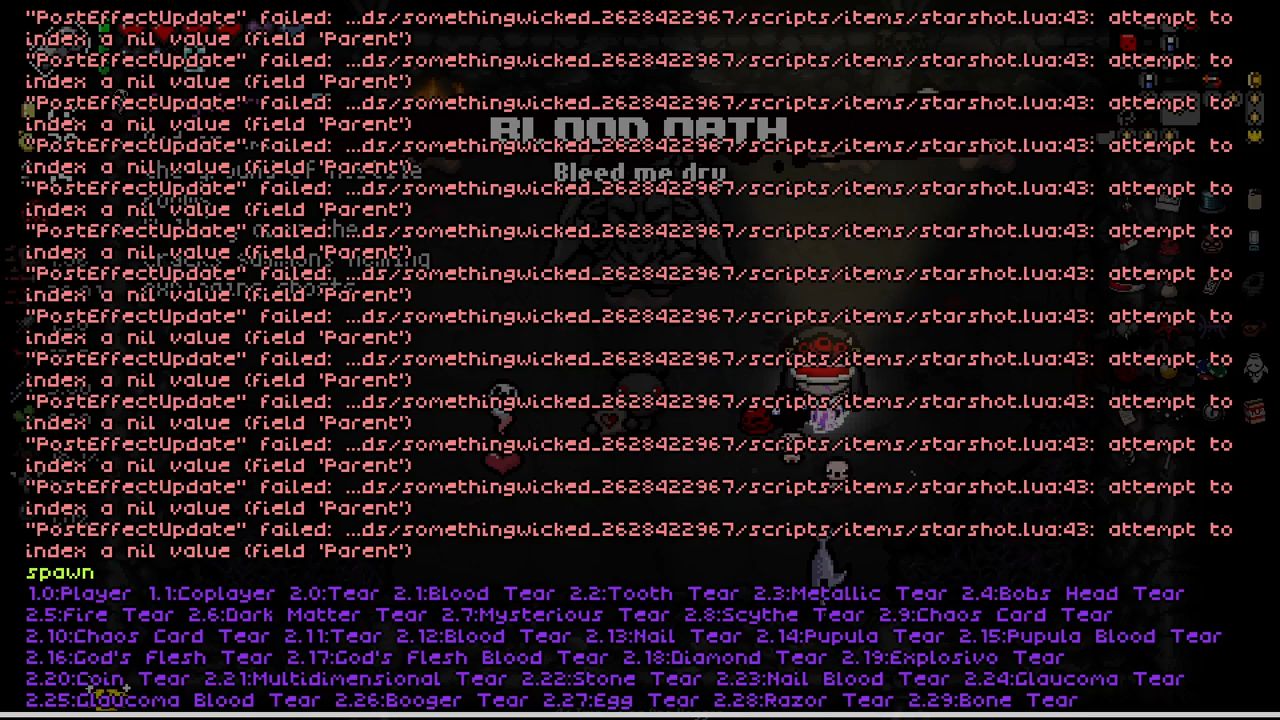 "PostEffectUpdate" failed: ...ds/somethingwicked_2628422967/scripts/items/starshot.lua:43: attempt to
index a nil value (field 'Parent')
"PostEffectUpdate" failed: ...ds/somethingwicked_2628422967/scripts/items/starshot.lua:43: attempt to
index a nil value (field 'Parent')
"PostEffectUpdate" failed: ...ds/somethingwicked_2628422967/scripts/items/starshot.lua:43: attempt to
index a nil value (field 'Parent')
BLOOD OATH
"PostEffectUpdate" failed: ...ds/somethingwicked_2628422967/scripts/items/starshot.lua:43: attempt to
index a nil value (field 'Parent')
Bleed me dry
"PostEffectUpdate" failed: ...ds/somethingwicked_2628422967/scripts/items/starshot.lua:43: attempt to
index a nil value (field 'Parent')
"PostEffectUpdate" failed: ...ds/somethingwicked_2628422967/scripts/items/starshot.lua:43: attempt to
index a nil value (field 'Parent')
"PostEffectUpdate" failed: ...ds/somethingwicked_2628422967/scripts/items/starshot.lua:43: attempt to
index a nil value (field 'Parent')
"PostEffectUpdate" failed: ...ds/somethingwicked_2628422967/scripts/items/starshot.lua:43: attempt to
index a nil value (field 'Parent')
"PostEffectUpdate" failed: ...ds/somethingwicked_2628422967/scripts/items/starshot.lua:43: attempt to
index a nil value (field 'Parent')
"PostEffectUpdate" failed: ...ds/somethingwicked_2628422967/scripts/items/starshot.lua:43: attempt to
index a nil value (field 'Parent')
"PostEffectUpdate" failed: ...ds/somethingwicked_2628422967/scripts/items/starshot.lua:43: attempt to
index a nil value (field 'Parent')
"PostEffectUpdate" failed: ...ds/somethingwicked_2628422967/scripts/items/starshot.lua:43: attempt to
index a nil value (field 'Parent')
"PostEffectUpdate" failed: ...ds/somethingwicked_2628422967/scripts/items/starshot.lua:43: attempt to
index a nil value (field 'Parent')
spawn
1.0:Player 1.1:Coplayer 2.0:Tear 2.1:Blood Tear 2.2:Tooth Tear 2.3:Metallic Tear 2.4:Bobs Head Tear
2.5:Fire Tear 2.6:Dark Matter Tear 2.7:Mysterious Tear 2.8:Scythe Tear 2.9:Chaos Card Tear
2.10:Chaos Card Tear 2.11:Tear 2.12:Blood Tear 2.13:Nail Tear 2.14:Pupula Tear 2.15:Pupula Blood Tear
2.16:God's Flesh Tear 2.17:God's Flesh Blood Tear 2.18:Diamond Tear 2.19:Explosivo Tear
2.20:Coin Tear 2.21:Multidimensional Tear 2.22:Stone Tear 2.23:Nail Blood Tear 2.24:Glaucoma Tear
2.25:Glaucoma Blood Tear 2.26:Booger Tear 2.27:Egg Tear 2.28:Razor Tear 2.29:Bone Tear